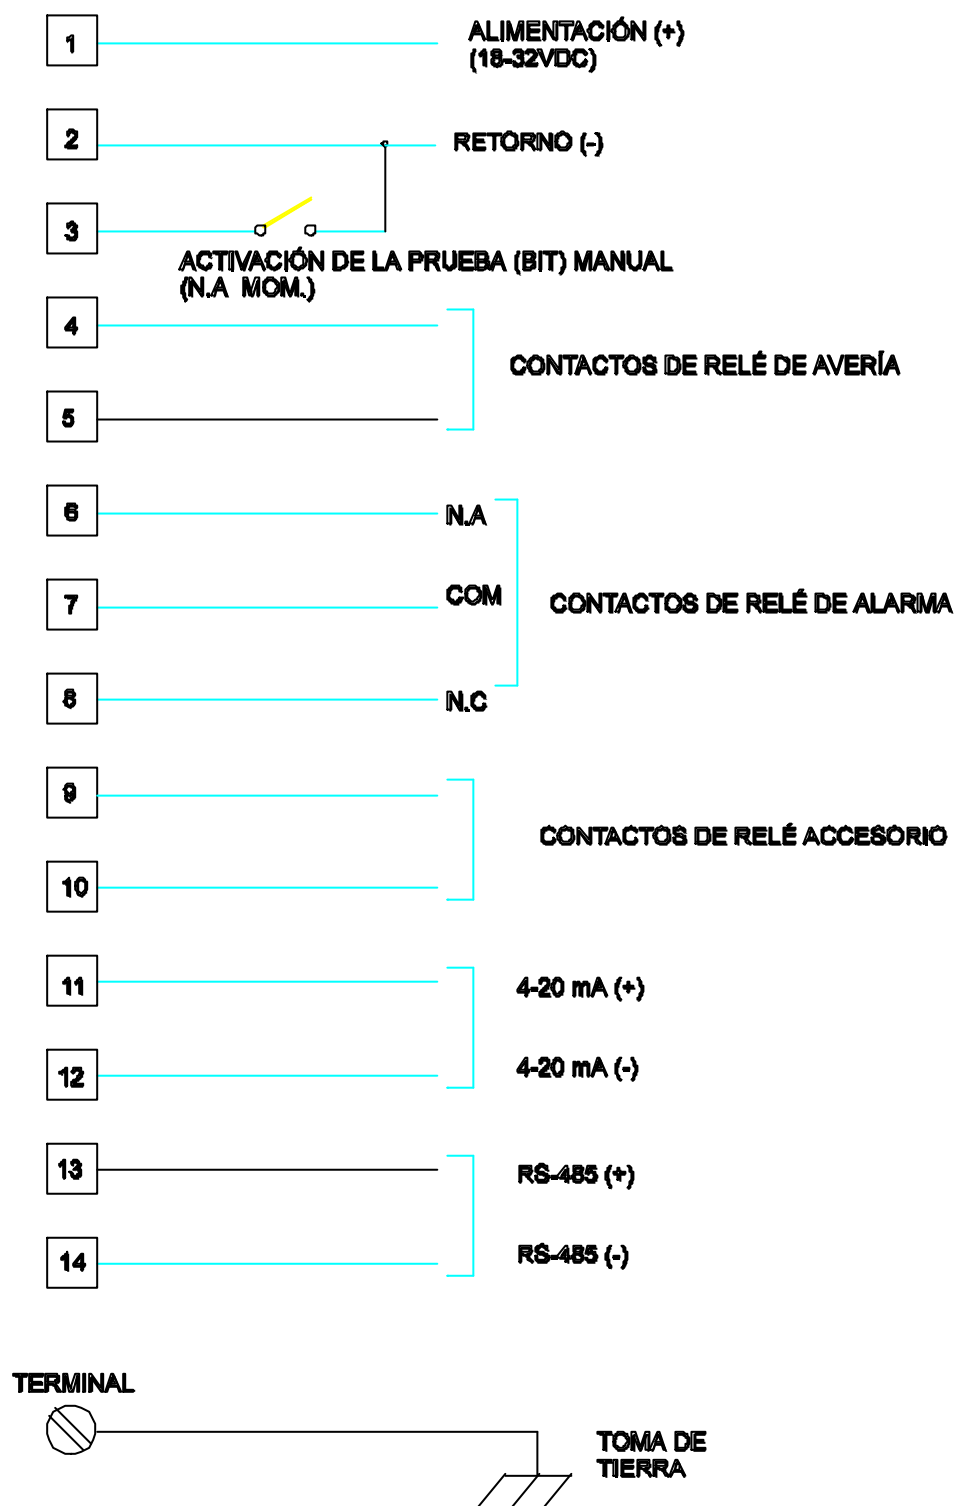 1
ALIMENTACIÓN (+)
(18-32VDC)
2
RETORNO (-)
3
ACTIVACIÓN DE LA PRUEBA (BIT) MANUAL
(N.A MOM.)
4
CONTACTOS DE RELÉ DE AVERÍA
5
6
N.A
7
COM
CONTACTOS DE RELÉ DE ALARMA
8
N.C
9
CONTACTOS DE RELÉ ACCESORIO
10
11
4-20 mA (+)
12
4-20 mA (-)
13
RS-485 (+)
14
RS-485 (-)
TERMINAL
TOMA DE
TIERRA